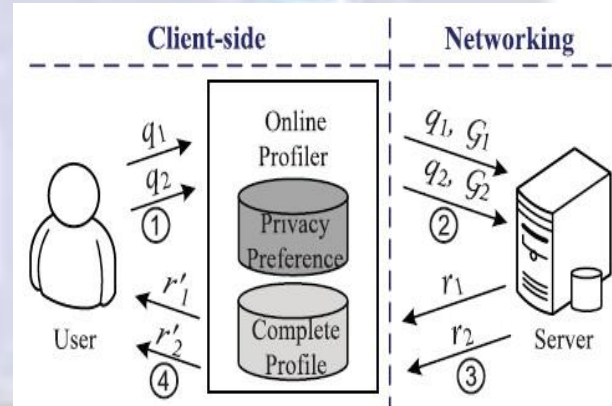 Client-side
Networking
Online
Profiler
q1
q2
①
Privacy
Preference
q1, G1
q2, G2
②
r'1
r'2
④
Complete
Profile
r1
r2
③
User
Server